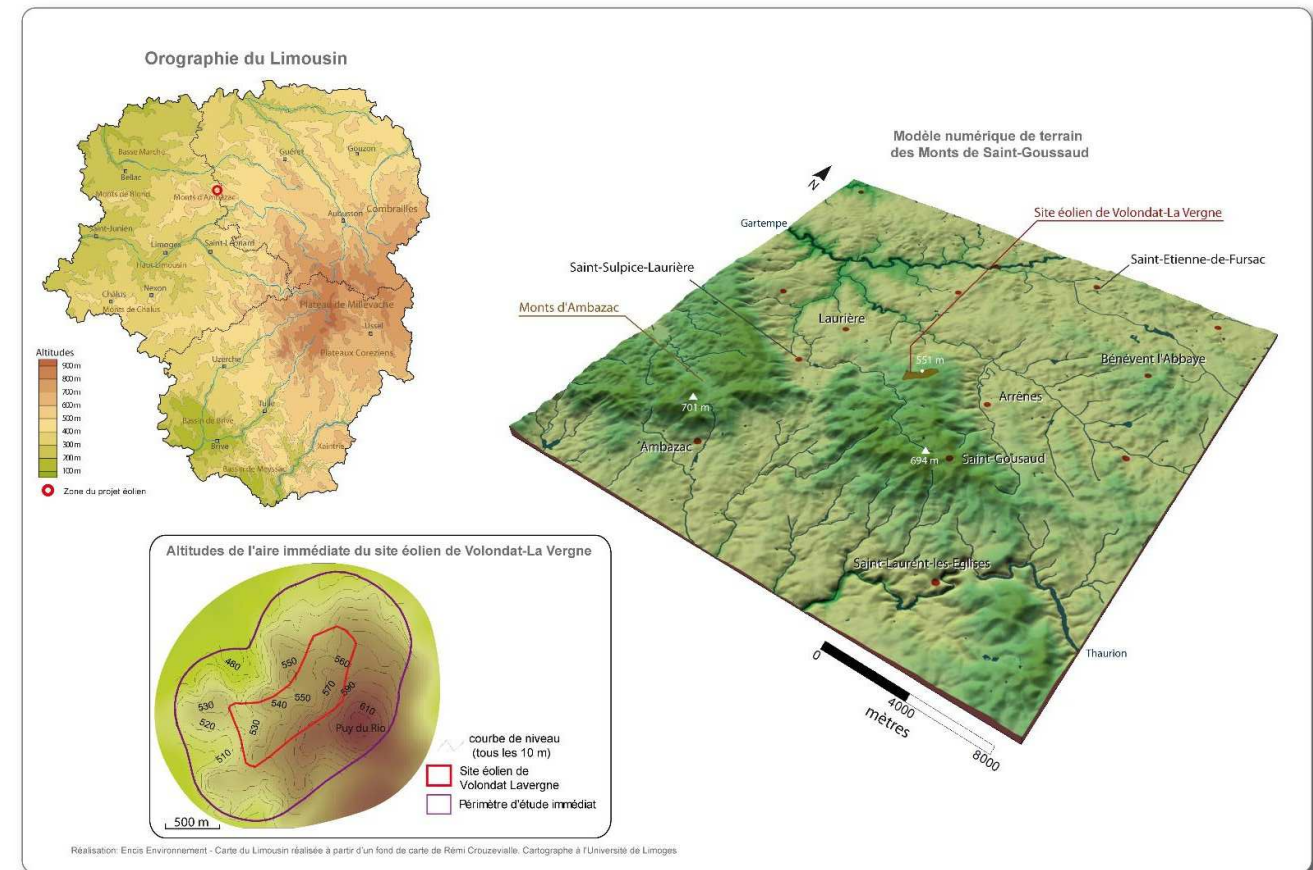 Orographie du Limousin
Basse Marche
Guéret
Gouzon
Bellac
Monts de Blond
Monts d'Ambazac
Aubusson
Combrailles
Saint-Junien
Limoges
Saint-Léonard
Haut-Limousin
Châlus
Nexon
Monts de Chalus
Plateau de Millevache
Ussel
Uzerche
Plateaux Coreziens
Tulle
Bassin de Brive
Brive
Xaintrie
Bassin de Meyssac
Altitudes
900 m
800 m
700 m
600 m
500 m
400 m
300 m
200 m
100 m
Zone du projet éolien
Modèle numérique de terrain
des Monts de Saint-Goussaud
N
Gartempe
Site éolien de Volondat-La Vergne
Saint-Etienne-de-Fursac
Saint-Sulpice-Laurière
Monts d'Ambazac
Laurière
551 m
Bénévent l'Abbaye
Arrènes
701 m
Ambazac
694 m
Saint-Gousaud
Saint-Laurent-les-Eglises
Thaurion
0
4000
8000
mètres
Altitudes de l'aire immédiate du site éolien de Volondat-La Vergne
460
550
560
530
540
550
570
590
520
530
610
510
Puy du Rio
courbe de niveau
(tous les 10 m)
Site éolien de
Volondat Lavergne
Périmètre d'étude immédiat
500 m
Réalisation: Encis Environnement - Carte du Limousin réalisée à partir d'un fond de carte de Rémi Crouzevialle. Cartographe à l'Université de Limoges